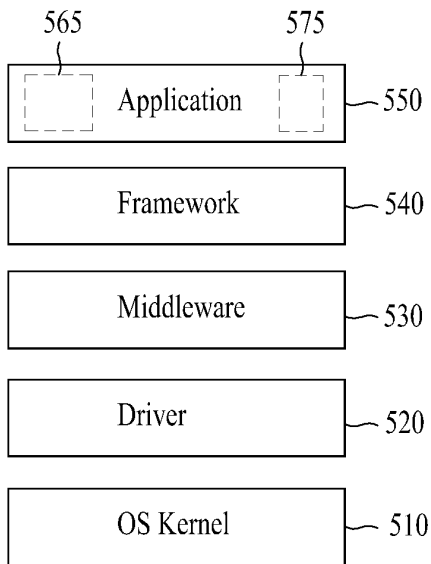 565
575
Application
550
Framework
540
Middleware
530
Driver
520
OS Kernel
510